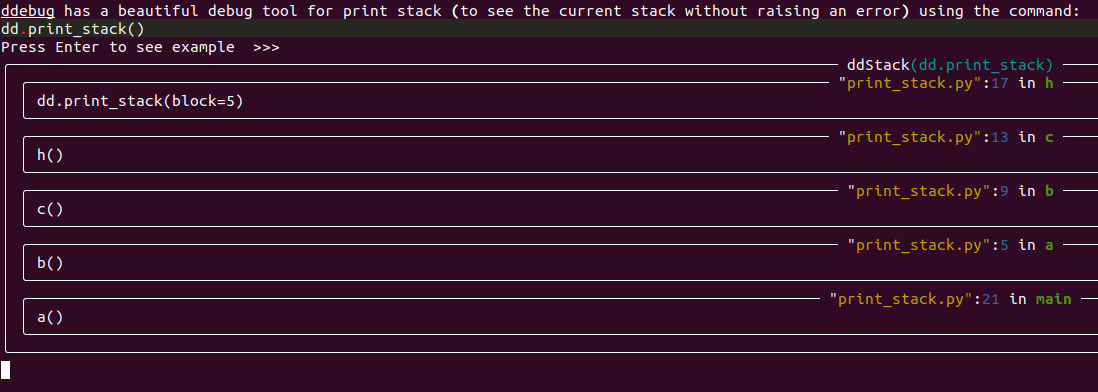 ddebug has a beautiful debug tool for print stack (to see the current stack without raising an error) using the command:
dd.print_stack()
Press Enter to see example  >>>
ddStack(dd.print_stack)
"print_stack.py":17 in h
dd.print_stack(block=5)
"print_stack.py":13 in c
h()
"print_stack.py":9 in b
c()
"print_stack.py":5 in a
b()
"print_stack.py":21 in main
a()